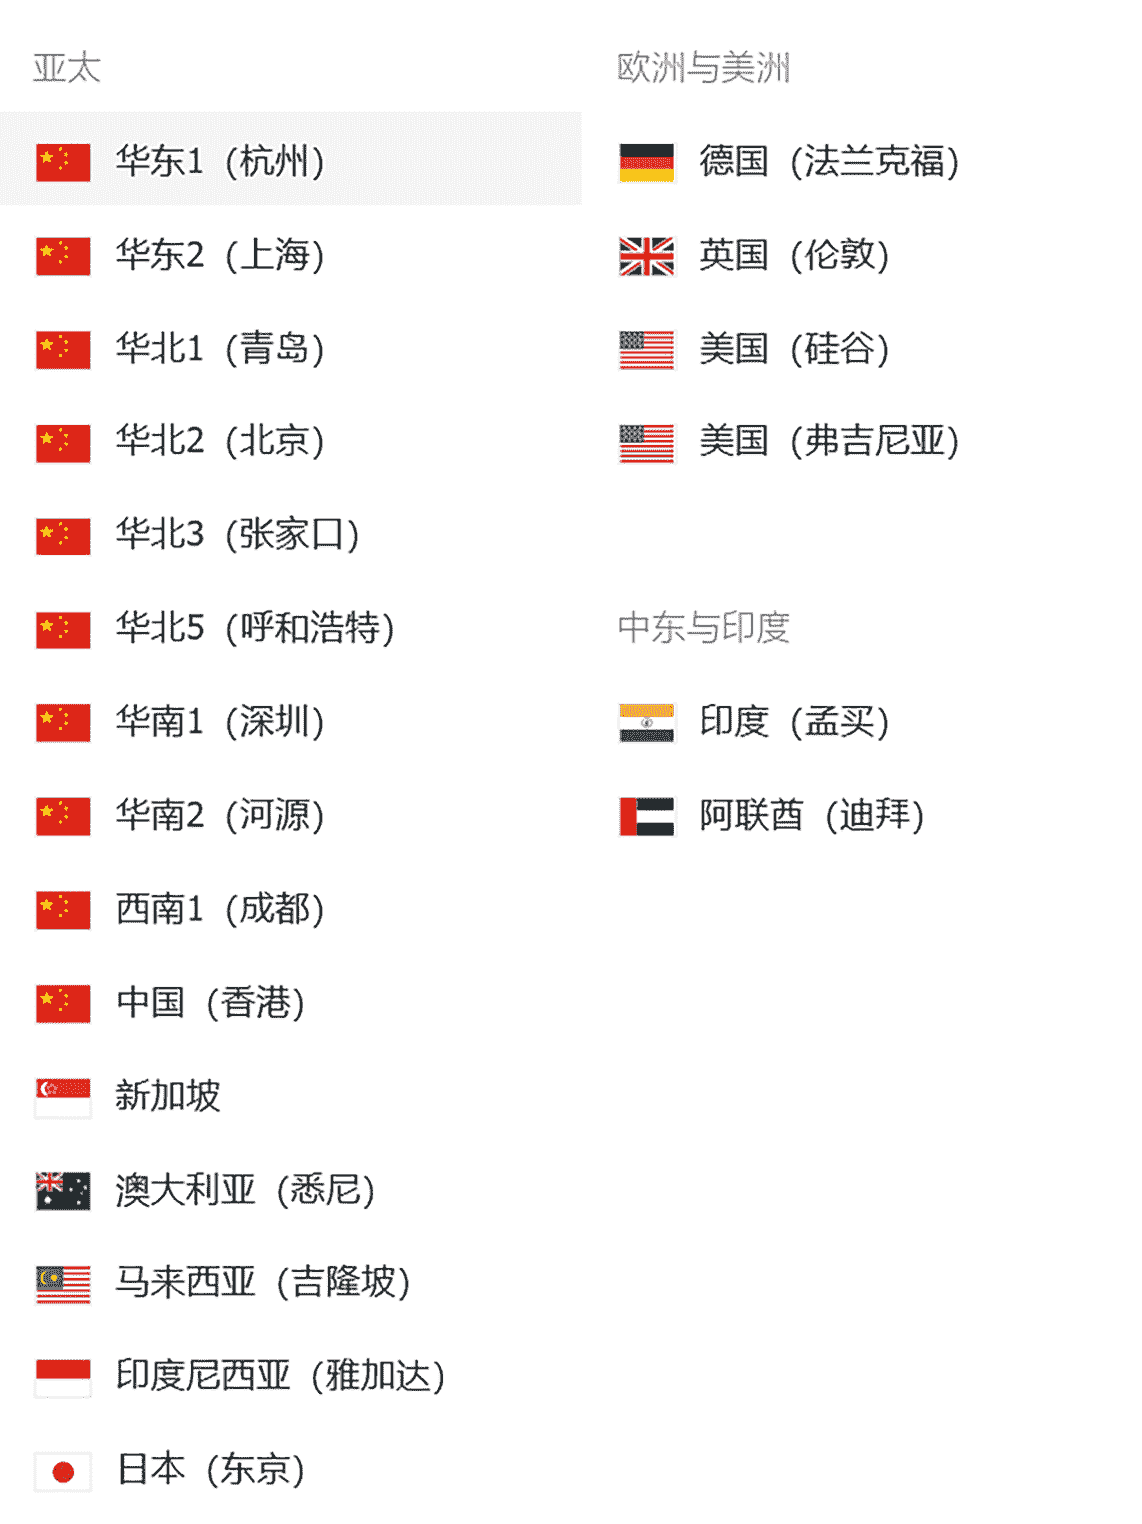 亚太
华东1 (杭州)
华东2 (上海)
华北1 (青岛)
华北2 (北京)
华北3 (张家口)
华北5 (呼和浩特)
华南1 (深圳)
华南2 (河源)
西南1 (成都)
中国 (香港)
新加坡
澳大利亚 (悉尼)
马来西亚 (吉隆坡)
印度尼西亚 (雅加达)
日本 (东京)
欧洲与美洲
德国 (法兰克福)
英国 (伦敦)
美国 (硅谷)
美国 (弗吉尼亚)
中东与印度
印度 (孟买)
阿联酋 (迪拜)